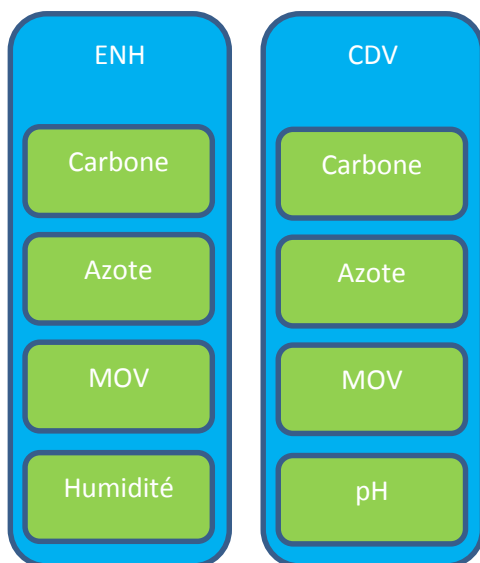 ENH
Carbone
Azote
MOV
Humidité
CDV
Carbone
Azote
MOV
pH